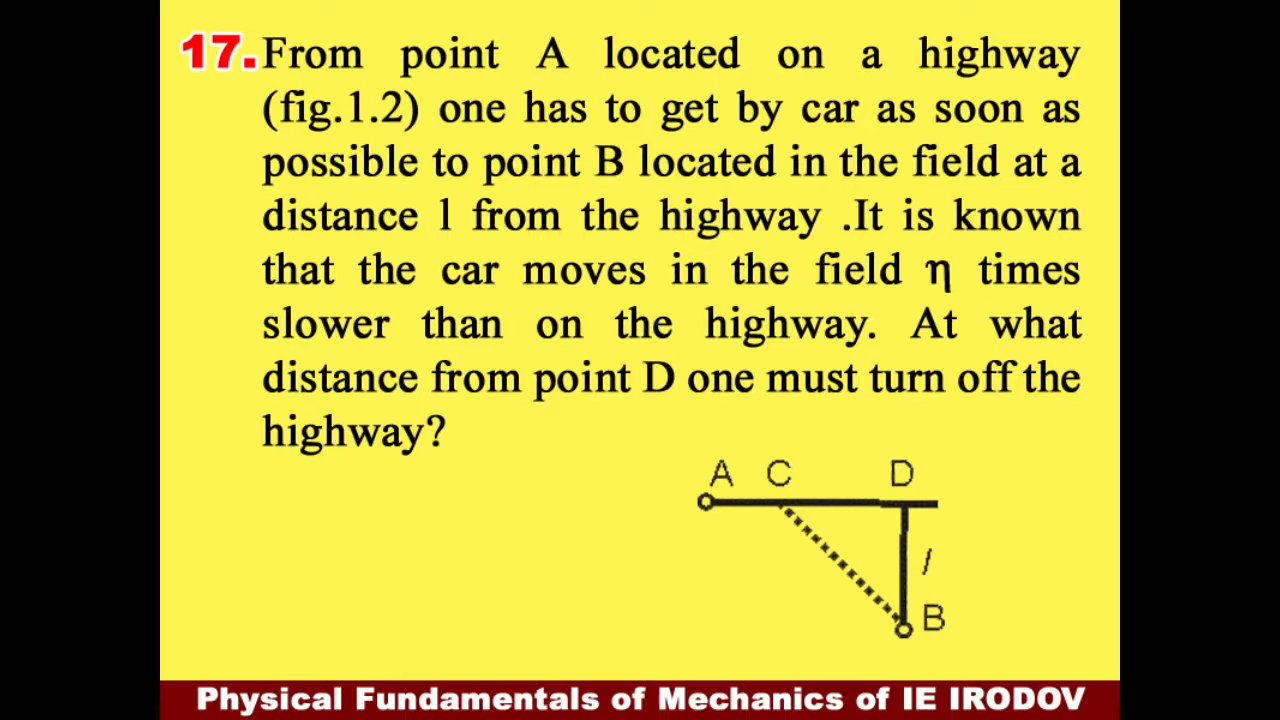 17. From point A located on a highway
(fig.1.2) one has to get by car as soon as
possible to point B located in the field at a
distance l from the highway .It is known
that the car moves in the field η times
slower than on the highway. At what
distance from point D one must turn off the
highway?
A C D
l
B
Physical Fundamentals of Mechanics of IE IRODOV